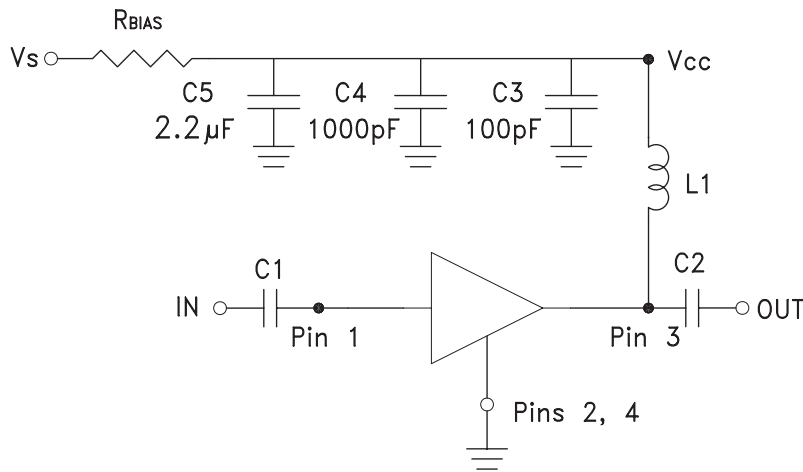 RBIAS
Vs
Vcc
C5
2.2µF
C4
1000pF
C3
100pF
L1
C1
C2
IN
OUT
Pin 1
Pin 3
Pins 2, 4